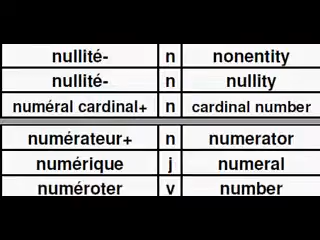 nullité- n nonentity
nullité- n nullity
numéral cardinal+ n cardinal number
numérateur+ n numerator
numérique j numeral
numéroter v number